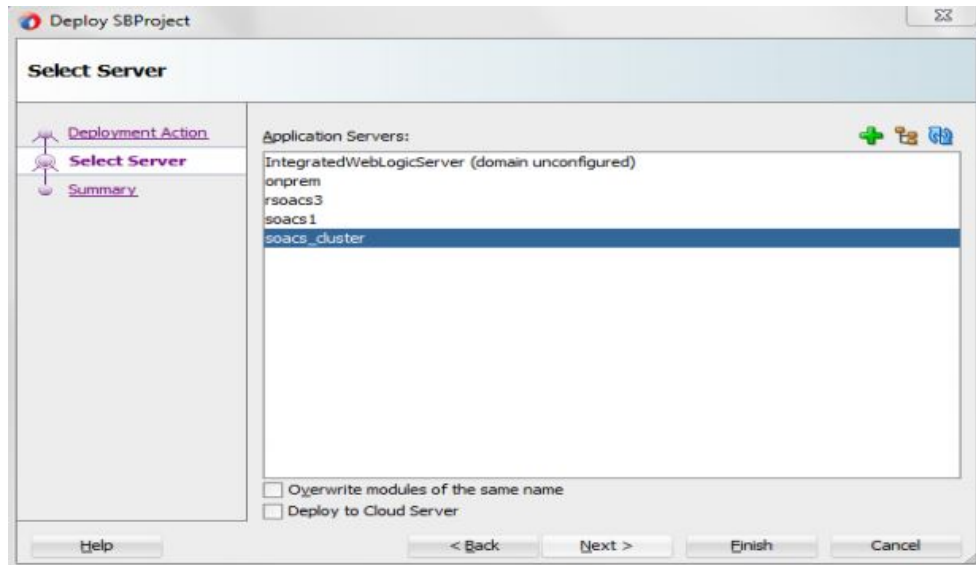 Deploy SBProject
Select Server
Deployment Action
Select Server
Summary
Application Servers:
IntegratedWebLogicServer (domain unconfigured)
onprem
rsoacs3
soacs1
soacs_cluster
Overwrite modules of the same name
Deploy to Cloud Server
Help
< Back
Next >
Finish
Cancel